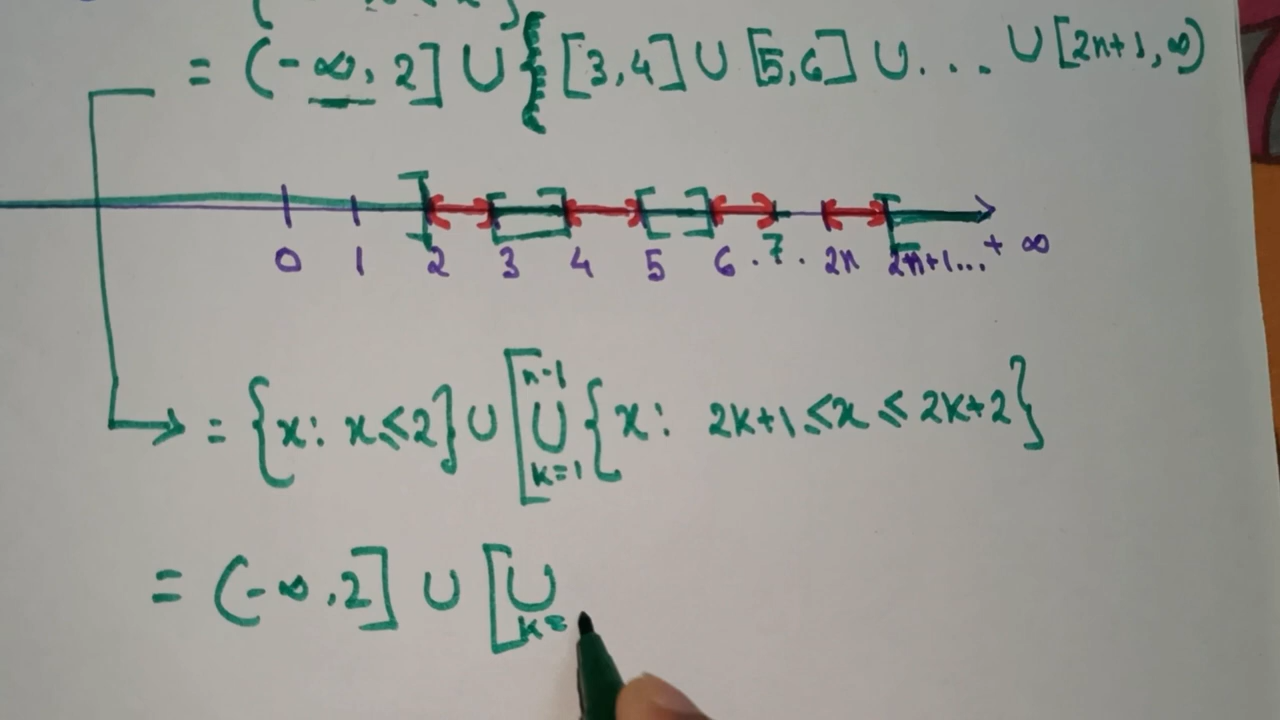 = (-∞, 2] ∪ { [3,4] ∪ [5,6] ∪ . . . ∪ [2n+1, ∞)
0 1 2 3 4 5 6 . 7 . 2n 2n+1... + ∞
= {x: x ≤ 2} ∪ [ n-1 ∪ k=1 {x: 2k+1 ≤ x ≤ 2k+2}
= (-∞, 2] ∪ [ ∪ k=